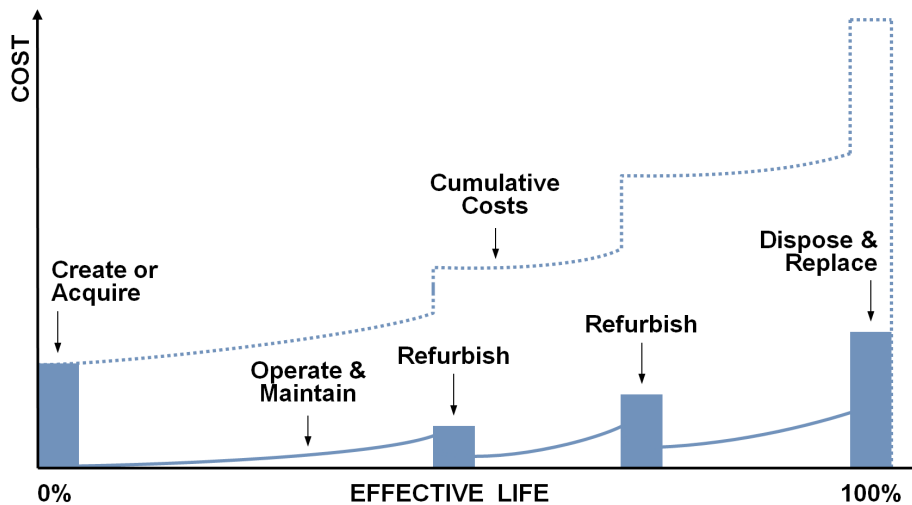 COST
Cumulative
Costs
Dispose &
Replace
Create or
Acquire
Refurbish
Operate &
Maintain
Refurbish
0%
EFFECTIVE LIFE
100%